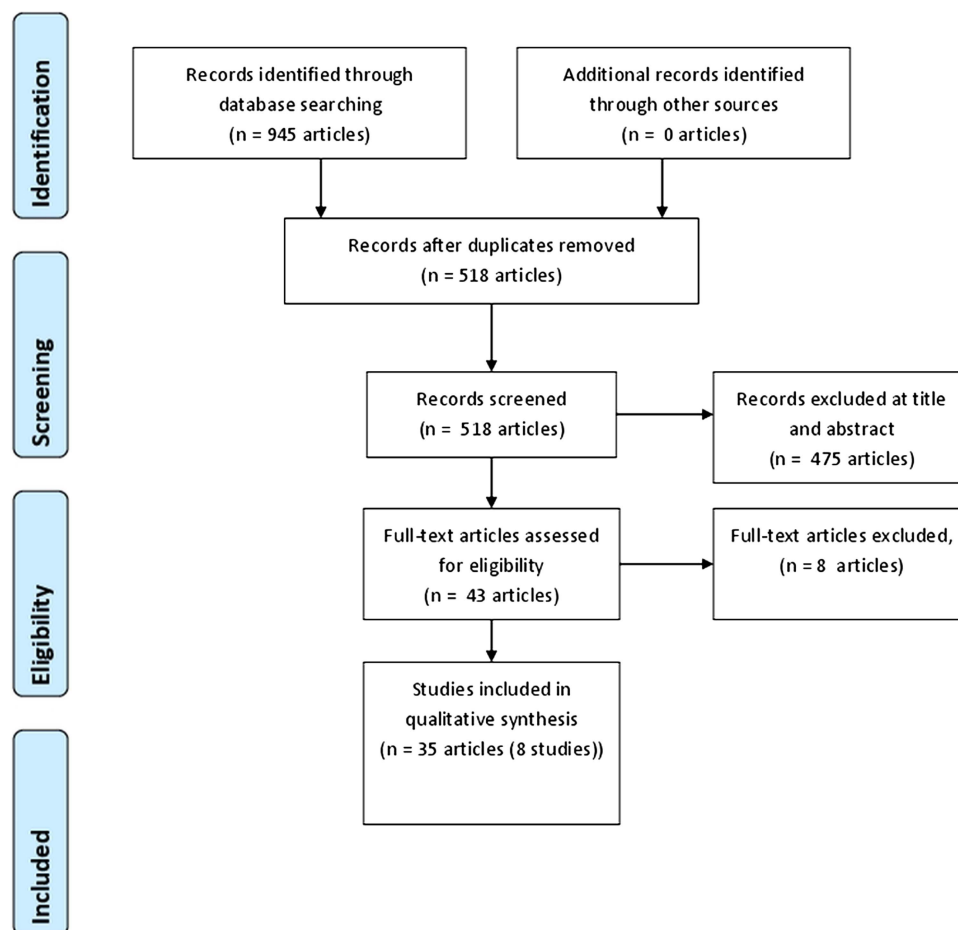 Identification
Records identified through
database searching
(n = 945 articles)
Additional records identified
through other sources
(n = 0 articles)
Records after duplicates removed
(n = 518 articles)
Screening
Records screened
(n = 518 articles)
Records excluded at title
and abstract
(n = 475 articles)
Eligibility
Full-text articles assessed
for eligibility
(n = 43 articles)
Full-text articles excluded,
(n = 8 articles)
Included
Studies included in
qualitative synthesis
(n = 35 articles (8 studies))